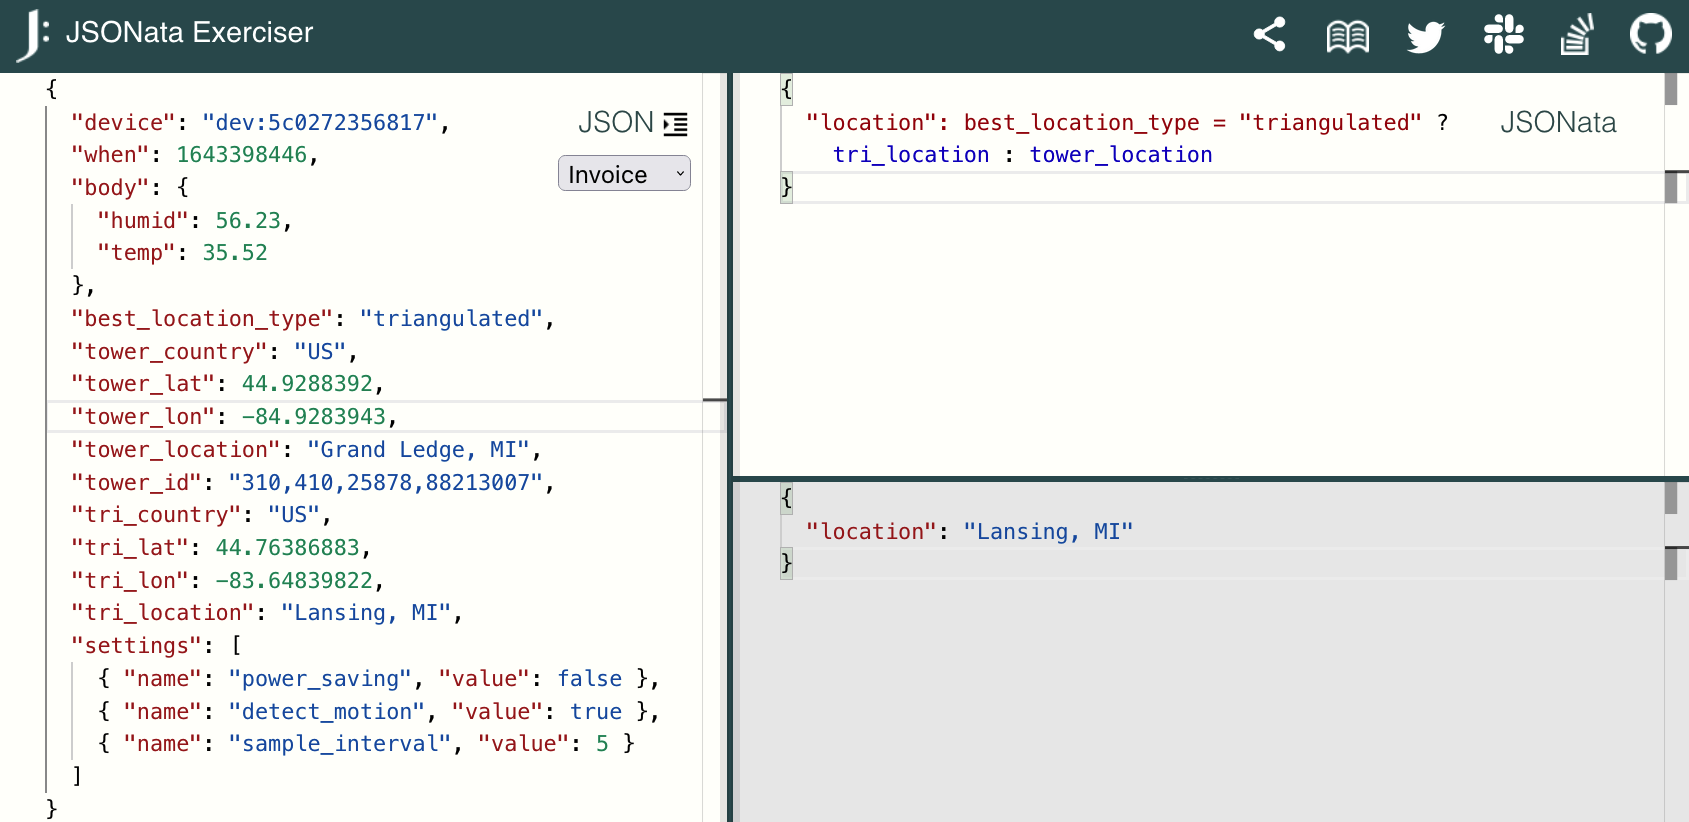 JSONata Exerciser
{
"device": "dev:5c0272356817",
"when": 1643398446,
"body": {
"humid": 56.23,
"temp": 35.52
},
"best_location_type": "triangulated",
"tower_country": "US",
"tower_lat": 44.9288392,
"tower_lon": -84.9283943,
"tower_location": "Grand Ledge, MI",
"tower_id": "310,410,25878,88213007",
"tri_country": "US",
"tri_lat": 44.76386883,
"tri_lon": -83.64839822,
"tri_location": "Lansing, MI",
"settings": [
{ "name": "power_saving", "value": false },
{ "name": "detect_motion", "value": true },
{ "name": "sample_interval", "value": 5 }
]
}
JSON
Invoice
{
"location": best_location_type = "triangulated" ?
tri_location : tower_location
}
JSONata
{
"location": "Lansing, MI"
}